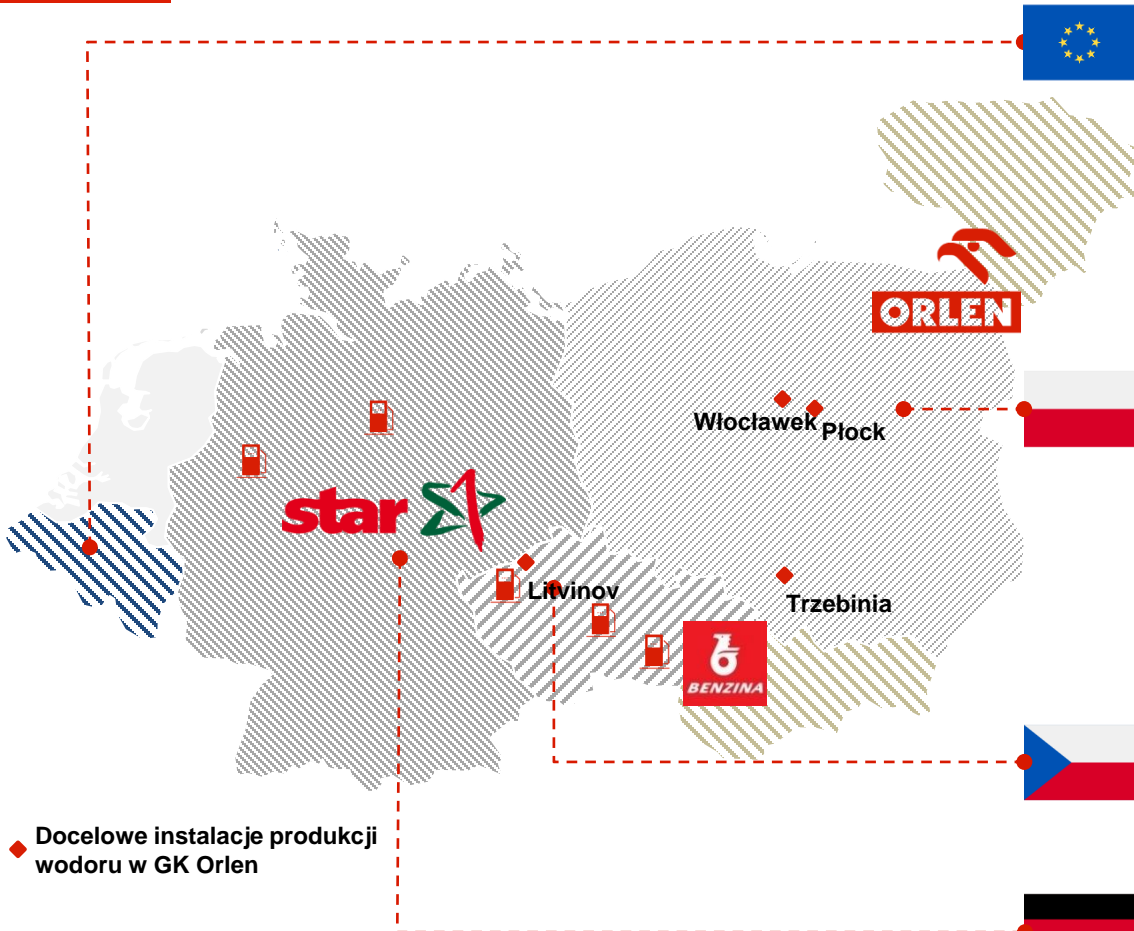 ORLEN
Włocławek
Płock
star
Litvinov
Trzebinia
BENZINA
Docelowe instalacje produkcji
wodoru w GK Orlen